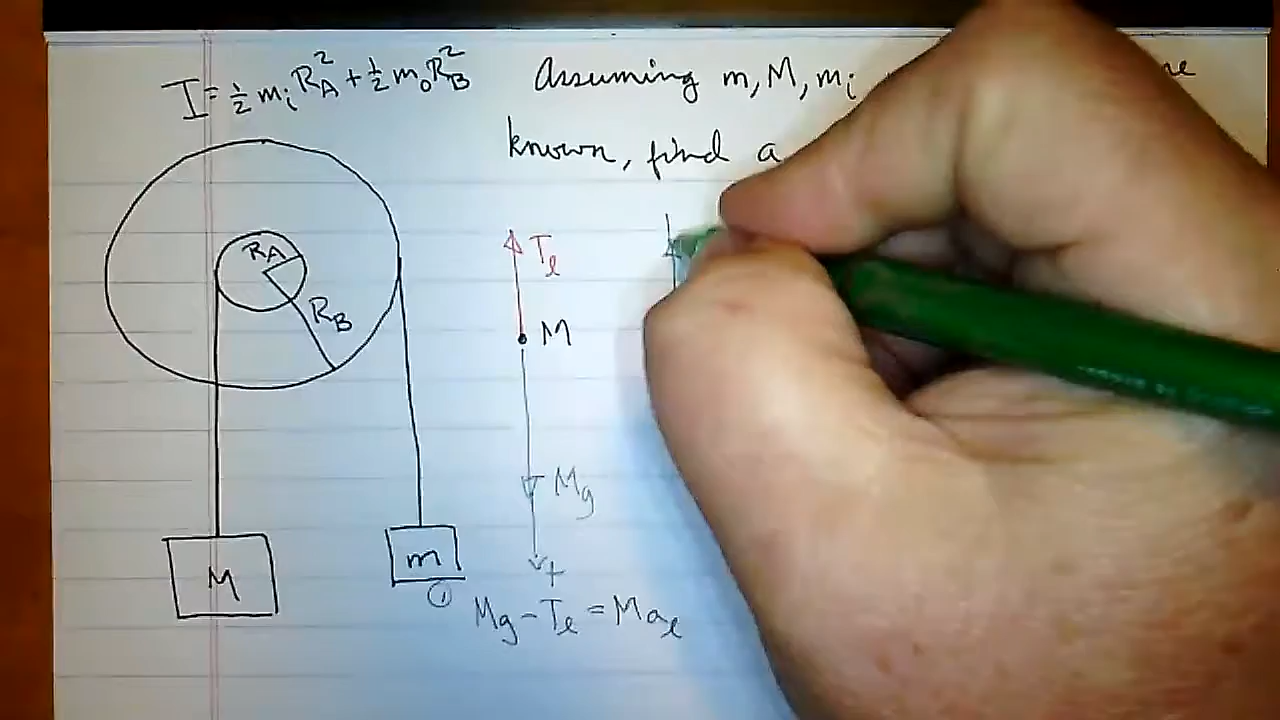 I = ½ mᵢ R_A² + ½ m₀ R_B²
Assuming m, M, mᵢ
known, find a
R_A
R_B
T_ℓ
M
Mg
+
M
m
① Mg - T_ℓ = Ma_ℓ